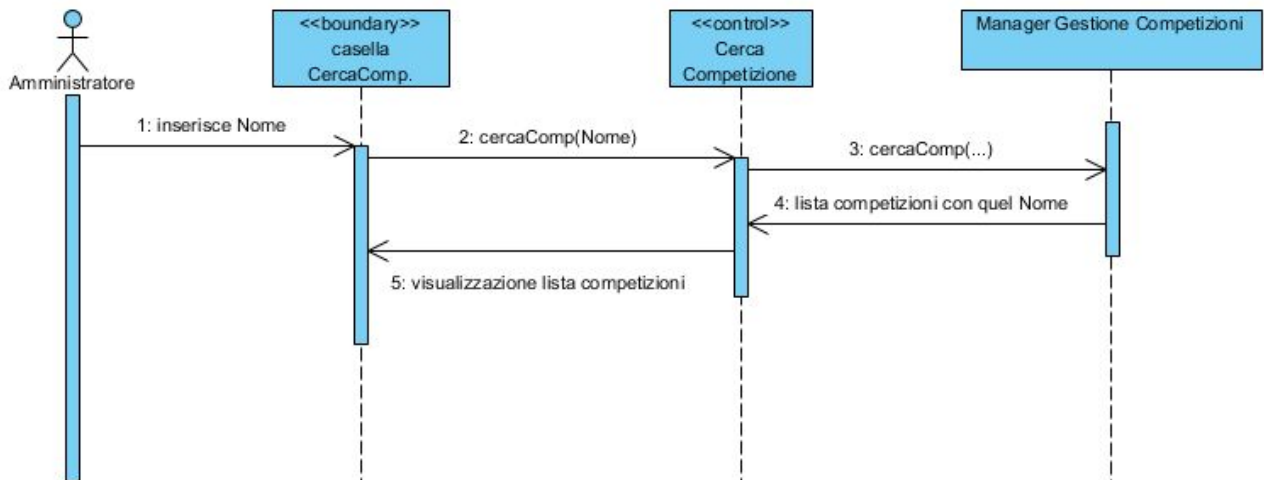 <<boundary>>
casella
CercaComp.
<<control>>
Cerca
Competizione
Manager Gestione Competizioni
Amministratore
1: inserisce Nome
2: cercaComp(Nome)
3: cercaComp(...)
4: lista competizioni con quel Nome
5: visualizzazione lista competizioni